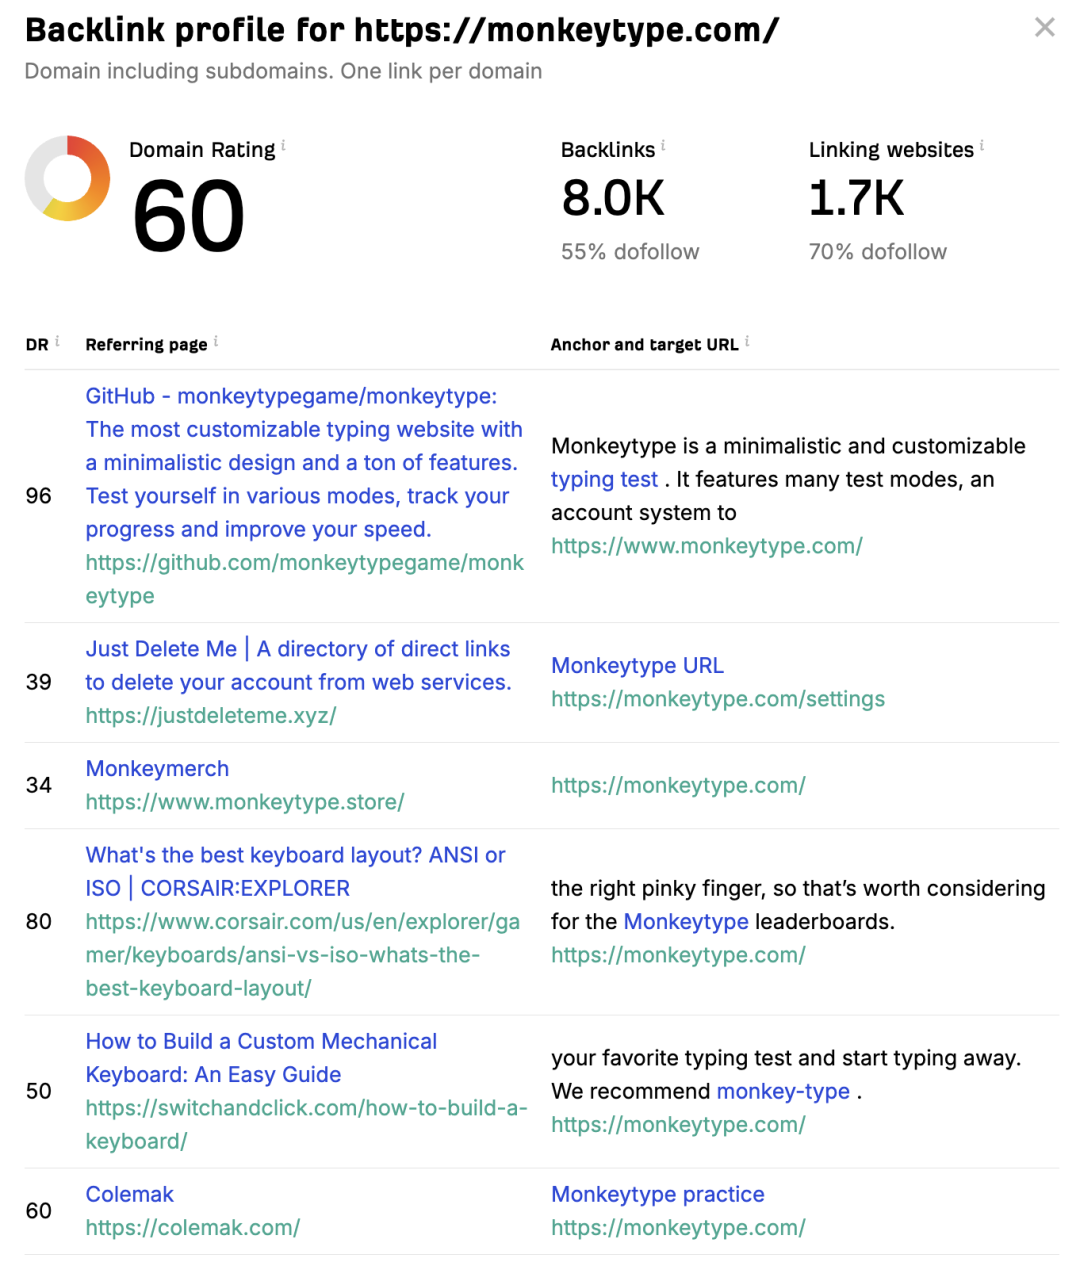 Backlink profile for https://monkeytype.com/
Domain including subdomains. One link per domain
Domain Rating i
60
Backlinks i
8.0K
55% dofollow
Linking websites i
1.7K
70% dofollow
DR i
Referring page i
Anchor and target URL i
96
GitHub - monkeytypegame/monkeytype:
The most customizable typing website with
a minimalistic design and a ton of features.
Test yourself in various modes, track your
progress and improve your speed.
https://github.com/monkeytypegame/monk
eytype
Monkeytype is a minimalistic and customizable
typing test . It features many test modes, an
account system to
https://www.monkeytype.com/
39
Just Delete Me | A directory of direct links
to delete your account from web services.
https://justdeleteme.xyz/
Monkeytype URL
https://monkeytype.com/settings
34
Monkeymerch
https://www.monkeytype.store/
https://monkeytype.com/
80
What's the best keyboard layout? ANSI or
ISO | CORSAIR:EXPLORER
https://www.corsair.com/us/en/explorer/ga
mer/keyboards/ansi-vs-iso-whats-the-
best-keyboard-layout/
the right pinky finger, so that’s worth considering
for the Monkeytype leaderboards.
https://monkeytype.com/
50
How to Build a Custom Mechanical
Keyboard: An Easy Guide
https://switchandclick.com/how-to-build-a-
keyboard/
your favorite typing test and start typing away.
We recommend monkey-type .
https://monkeytype.com/
60
Colemak
https://colemak.com/
Monkeytype practice
https://monkeytype.com/